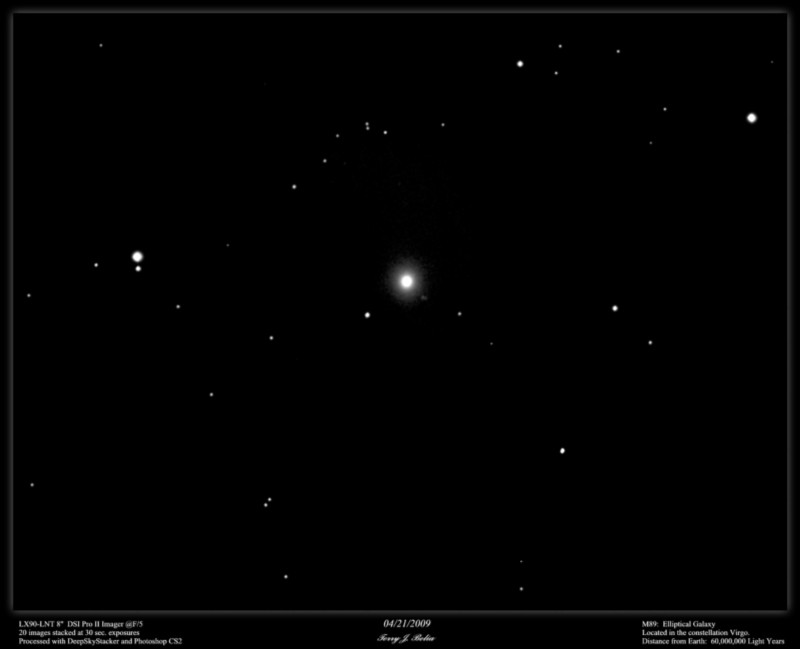 LX90-LNT 8" DSI Pro II Imager @F/5
20 images stacked at 30 sec. exposures
Processed with DeepSkyStacker and Photoshop CS2
04/21/2009
Terry J.
M89: Elliptical Galaxy
Located in the constellation Virgo.
Distance from Earth: 60,000,000 Light Years